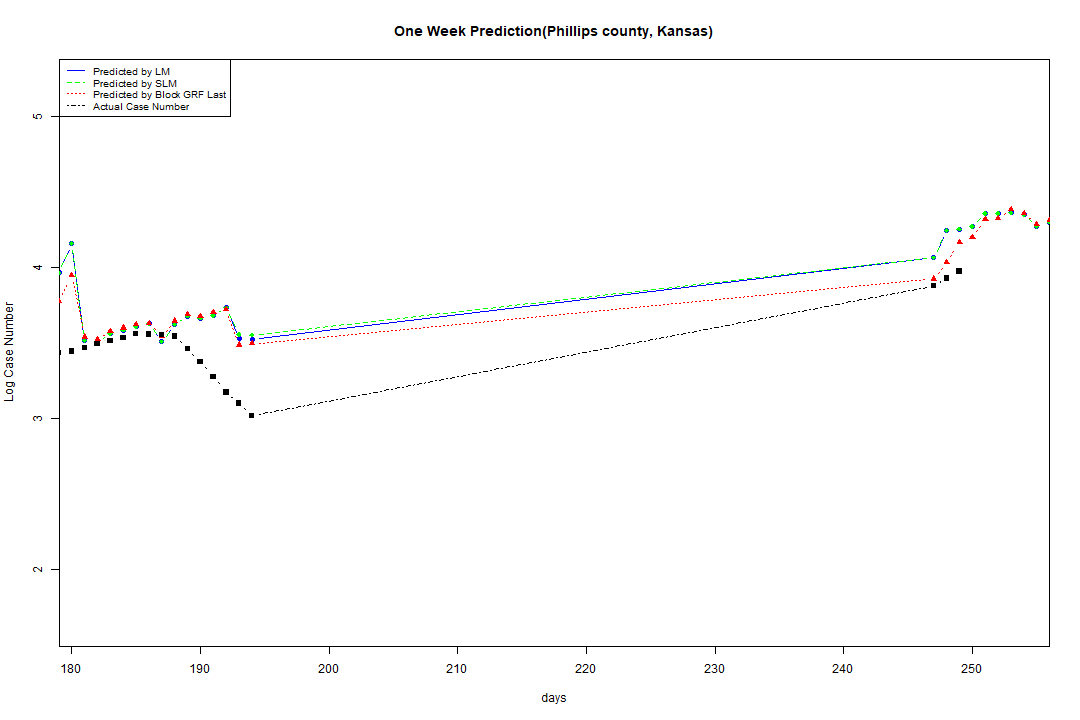 One Week Prediction(Phillips county, Kansas)
Predicted by LM
Predicted by SLM
Predicted by Block GRF Last
Actual Case Number
5
4
3
2
Log Case Number
180 190 200 210 220 230 240 250
days